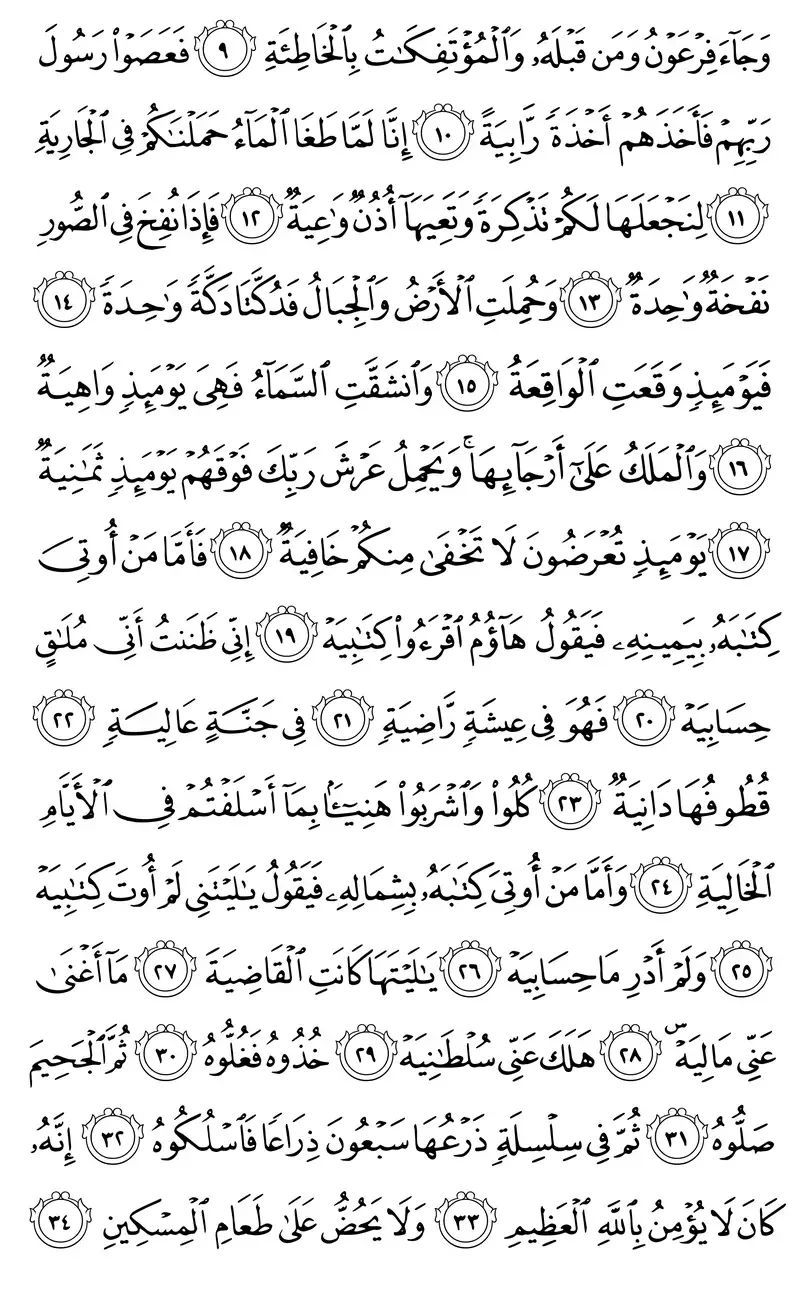 وَجَآءَ فِرْعَوْنُ وَمَن قَبْلَهُۥ وَٱلْمُؤْتَفِكَـٰتُ بِٱلْخَاطِئَةِ ٩ فَعَصَوْا۟ رَسُولَ
رَبِّهِمْ فَأَخَذَهُمْ أَخْذَةً رَّابِيَةً ١٠ إِنَّا لَمَّا طَغَا ٱلْمَآءُ حَمَلْنَـٰكُمْ فِى ٱلْجَارِيَةِ
١١ لِنَجْعَلَهَا لَكُمْ تَذْكِرَةً وَتَعِيَهَآ أُذُنٌ وَٰعِيَةٌ ١٢ فَإِذَا نُفِخَ فِى ٱلصُّورِ
نَفْخَةٌ وَٰحِدَةٌ ١٣ وَحُمِلَتِ ٱلْأَرْضُ وَٱلْجِبَالُ فَدُكَّتَا دَكَّةً وَٰحِدَةً ١٤
فَيَوْمَئِذٍ وَقَعَتِ ٱلْوَاقِعَةُ ١٥ وَٱنشَقَّتِ ٱلسَّمَآءُ فَهِىَ يَوْمَئِذٍ وَاهِيَةٌ
١٦ وَٱلْمَلَكُ عَلَىٰٓ أَرْجَآئِهَا ۚ وَيَحْمِلُ عَرْشَ رَبِّكَ فَوْقَهُمْ يَوْمَئِذٍ ثَمَـٰنِيَةٌ
١٧ يَوْمَئِذٍ تُعْرَضُونَ لَا تَخْفَىٰ مِنكُمْ خَافِيَةٌ ١٨ فَأَمَّا مَنْ أُوتِىَ
كِتَـٰبَهُۥ بِيَمِينِهِۦ فَيَقُولُ هَآؤُمُ ٱقْرَءُوا۟ كِتَـٰبِيَهْ ١٩ إِنِّى ظَنَنتُ أَنِّى مُلَـٰقٍ
حِسَابِيَهْ ٢٠ فَهُوَ فِى عِيشَةٍ رَّاضِيَةٍ ٢١ فِى جَنَّةٍ عَالِيَةٍ ٢٢
قُطُوفُهَا دَانِيَةٌ ٢٣ كُلُوا۟ وَٱشْرَبُوا۟ هَنِيٓـًٔۢا بِمَآ أَسْلَفْتُمْ فِى ٱلْأَيَّامِ
ٱلْخَالِيَةِ ٢٤ وَأَمَّا مَنْ أُوتِىَ كِتَـٰبَهُۥ بِشِمَالِهِۦ فَيَقُولُ يَـٰلَيْتَنِى لَمْ أُوتَ كِتَـٰبِيَهْ
٢٥ وَلَمْ أَدْرِ مَا حِسَابِيَهْ ٢٦ يَـٰلَيْتَهَا كَانَتِ ٱلْقَاضِيَةَ ٢٧ مَآ أَغْنَىٰ
عَنِّى مَالِيَهْ ۜ ٢٨ هَلَكَ عَنِّى سُلْطَـٰنِيَهْ ٢٩ خُذُوهُ فَغُلُّوهُ ٣٠ ثُمَّ ٱلْجَحِيمَ
صَلُّوهُ ٣١ ثُمَّ فِى سِلْسِلَةٍ ذَرْعُهَا سَبْعُونَ ذِرَاعًا فَٱسْلُكُوهُ ٣٢ إِنَّهُۥ
كَانَ لَا يُؤْمِنُ بِٱللَّهِ ٱلْعَظِيمِ ٣٣ وَلَا يَحُضُّ عَلَىٰ طَعَامِ ٱلْمِسْكِينِ ٣٤